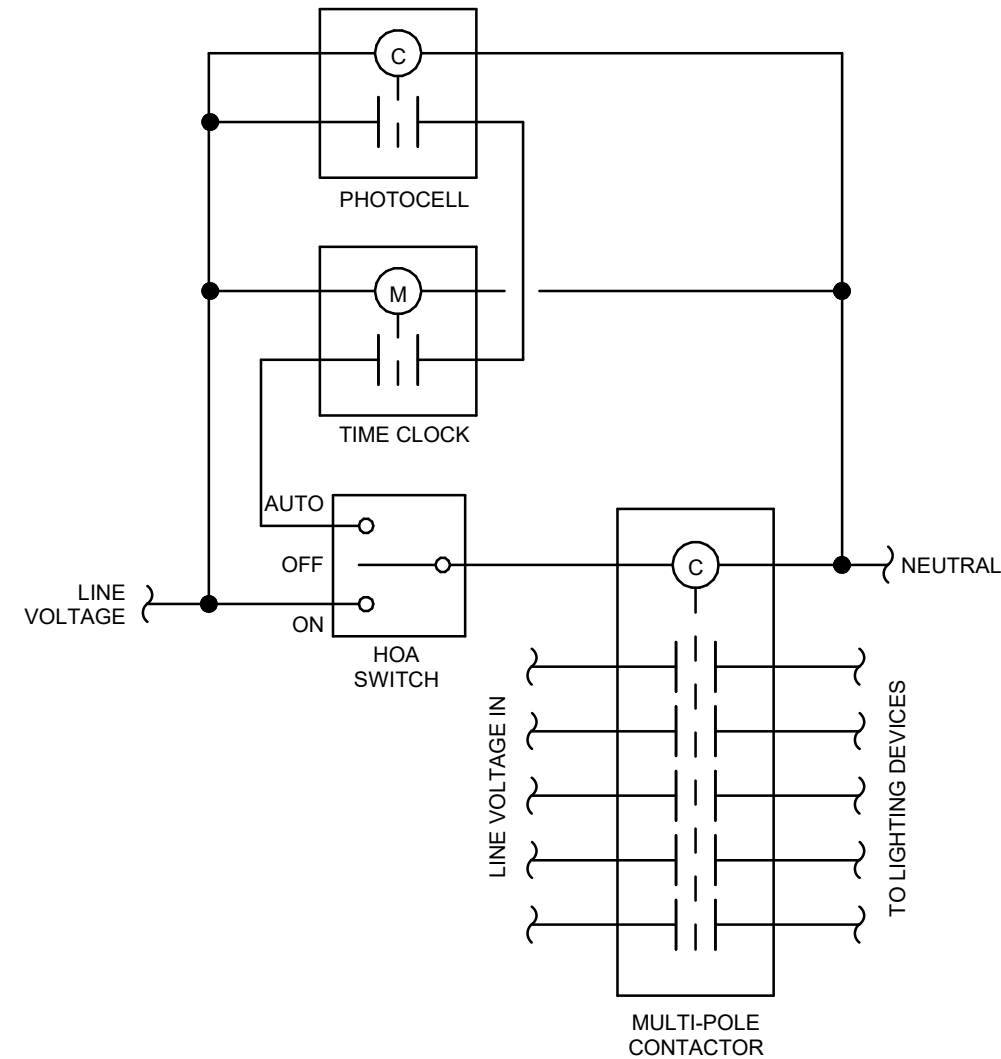 C
PHOTOCELL
M
TIME CLOCK
AUTO
OFF
ON
LINE
VOLTAGE
HOA
SWITCH
C
NEUTRAL
LINE VOLTAGE IN
TO LIGHTING DEVICES
MULTI-POLE
CONTACTOR